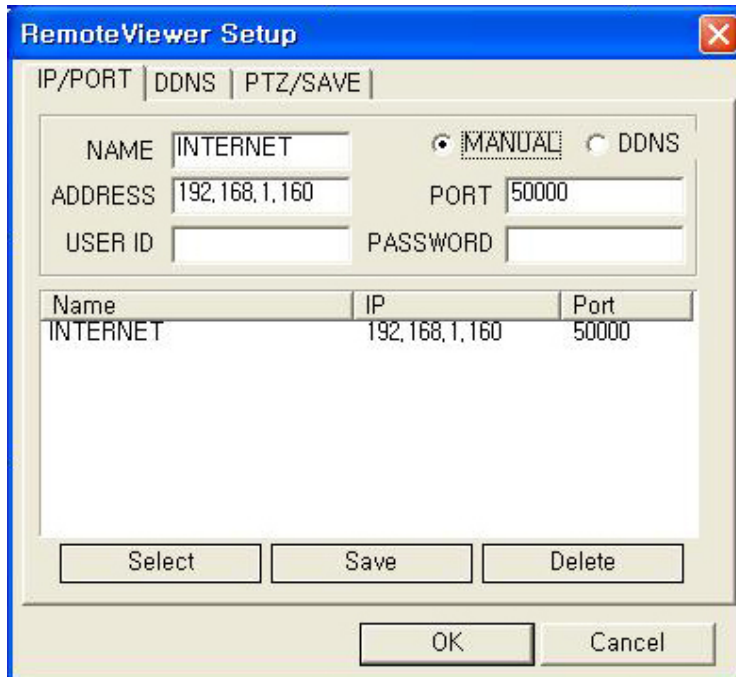 RemoteViewer Setup
IP/PORT DDNS PTZ/SAVE
NAME INTERNET MANUAL DDNS
ADDRESS 192,168,1,160 PORT 50000
USER ID PASSWORD
Name IP Port
INTERNET 192,168,1,160 50000
Select Save Delete
OK Cancel